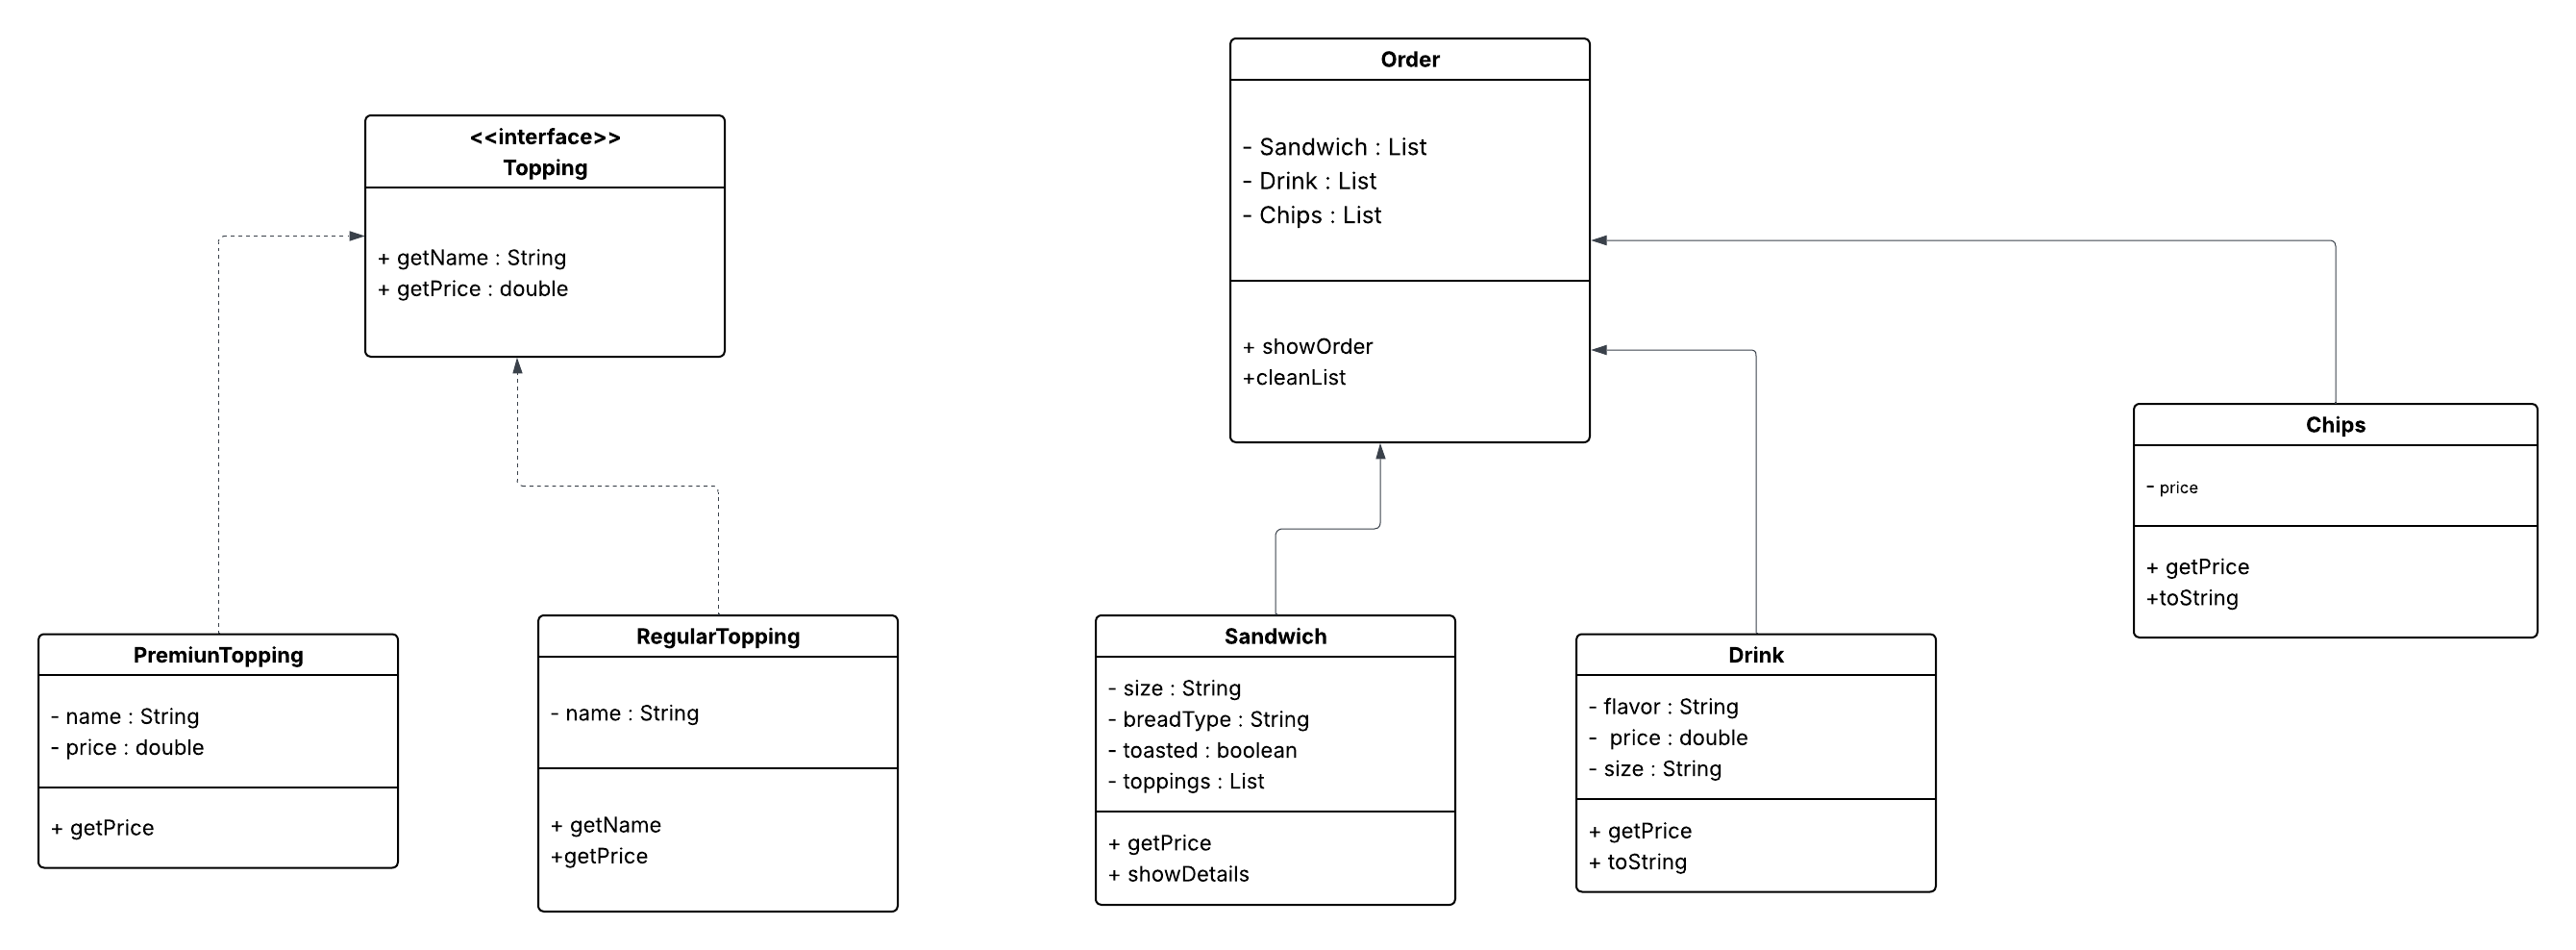 <<interface>>
Topping
+ getName : String
+ getPrice : double
PremiunTopping
- name : String
- price : double
+ getPrice
RegularTopping
- name : String
+ getName
+getPrice
Order
- Sandwich : List
- Drink : List
- Chips : List
+ showOrder
+cleanList
Sandwich
- size : String
- breadType : String
- toasted : boolean
- toppings : List
+ getPrice
+ showDetails
Drink
- flavor : String
-  price : double
- size : String
+ getPrice
+ toString
Chips
- price
+ getPrice
+toString